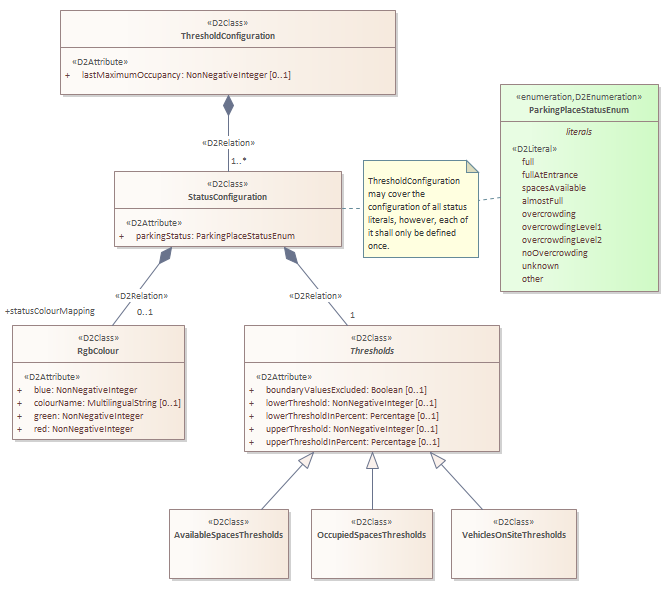 «D2Class»
ThresholdConfiguration
«D2Attribute»
+ lastMaximumOccupancy: NonNegativeInteger [0..1]
«enumeration,D2Enumeration»
ParkingPlaceStatusEnum
literals
«D2Literal»
full
fullAtEntrance
spacesAvailable
almostFull
overcrowding
overcrowdingLevel1
overcrowdingLevel2
noOvercrowding
unknown
other
«D2Relation»
1..*
«D2Class»
StatusConfiguration
«D2Attribute»
+ parkingStatus: ParkingPlaceStatusEnum
ThresholdConfiguration
may cover the
configuration of all status
literals, however, each of
it shall only be defined
once.
«D2Relation»
+statusColourMapping
0..1
«D2Relation»
1
«D2Class»
RgbColour
«D2Attribute»
+ blue: NonNegativeInteger
+ colourName: MultilingualString [0..1]
+ green: NonNegativeInteger
+ red: NonNegativeInteger
«D2Class»
Thresholds
«D2Attribute»
+ boundaryValuesExcluded: Boolean [0..1]
+ lowerThreshold: NonNegativeInteger [0..1]
+ lowerThresholdInPercent: Percentage [0..1]
+ upperThreshold: NonNegativeInteger [0..1]
+ upperThresholdInPercent: Percentage [0..1]
«D2Class»
AvailableSpacesThresholds
«D2Class»
OccupiedSpacesThresholds
«D2Class»
VehiclesOnSiteThresholds